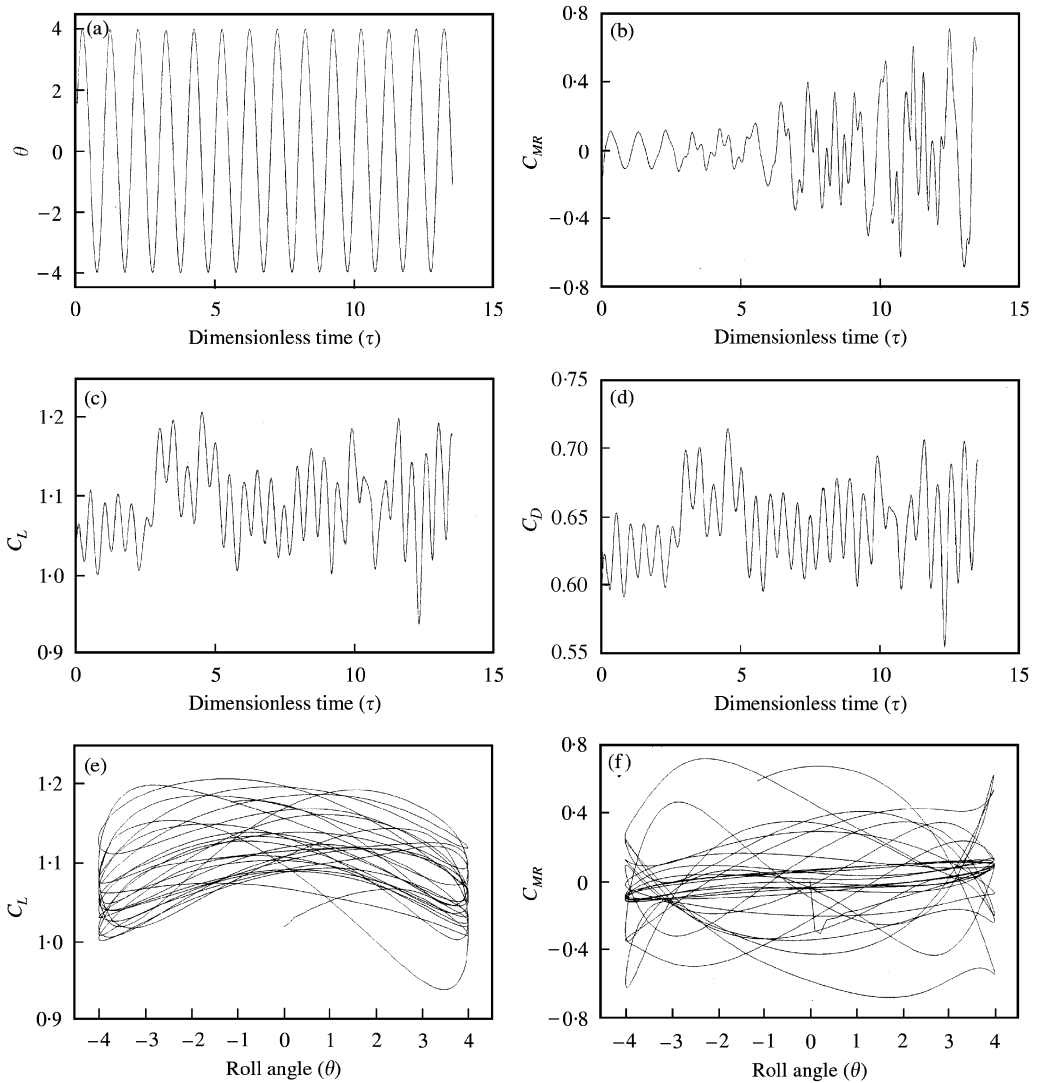 (a)
4
2
0
−2
−4
θ
0
5
10
15
Dimensionless time (τ)
(b)
0·8
0·4
0
−0·4
−0·8
C_MR
0
5
10
15
Dimensionless time (τ)
(c)
1·2
1·1
1·0
0·9
C_L
0
5
10
15
Dimensionless time (τ)
(d)
0·75
0.70
0.65
0.60
0.55
C_D
0
5
10
15
Dimensionless time (τ)
(e)
1·2
1·1
1·0
0·9
C_L
−4 −3 −2 −1 0 1 2 3 4
Roll angle (θ)
(f)
0·8
0·4
0
−0·4
−0·8
C_MR
−4 −3 −2 −1 0 1 2 3 4
Roll angle (θ)